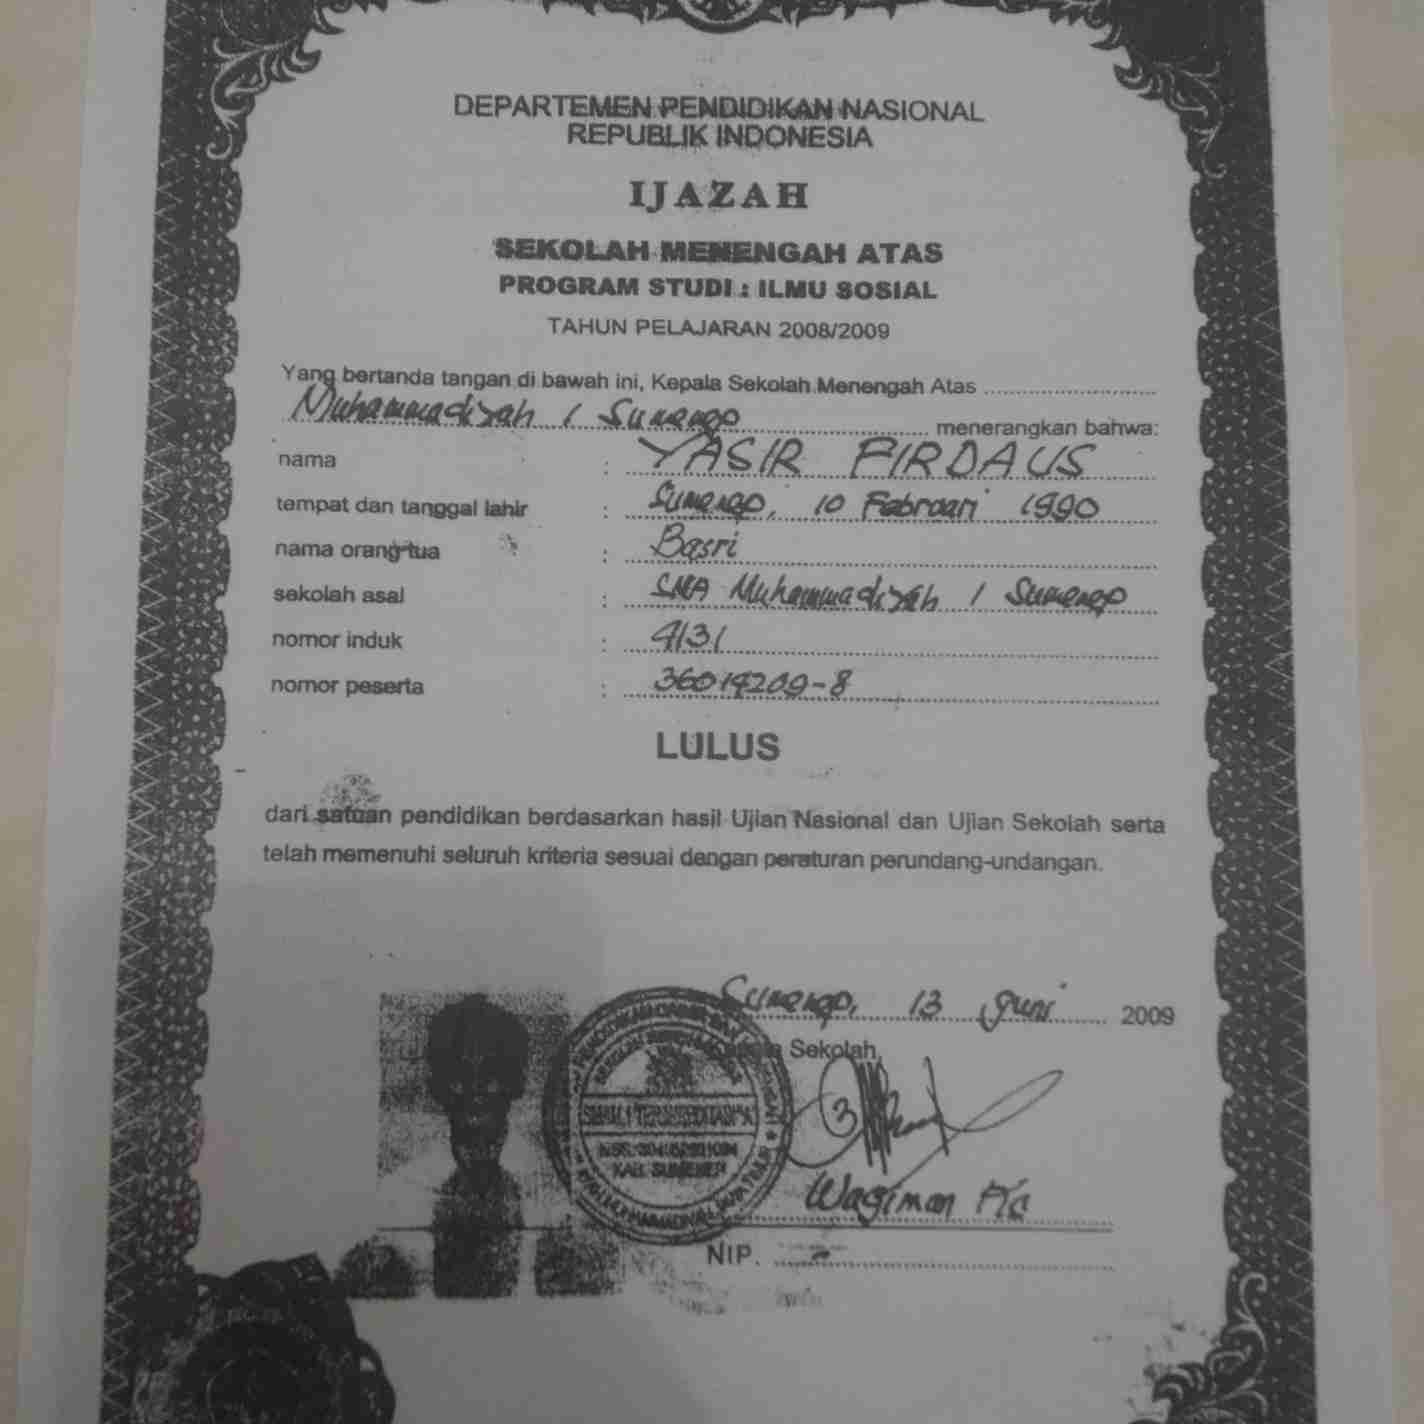 DEPARTEMEN PENDIDIKAN NASIONAL
REPUBLIK INDONESIA
IJAZAH
SEKOLAH MENENGAH ATAS
PROGRAM STUDI : ILMU SOSIAL
TAHUN PELAJARAN 2008/2009
Yang bertanda tangan di bawah ini, Kepala Sekolah Menengah Atas
Muhammadiyah 1 Sumenep menerangkan bahwa:
nama : YASIR FIRDAUS
tempat dan tanggal lahir : Sumenep, 10 Februari 1990
nama orang tua : Basri
sekolah asal : SMA Muhammadiyah 1 Sumenep
nomor induk : 4131
nomor peserta : 36014209-8
LULUS
dari satuan pendidikan berdasarkan hasil Ujian Nasional dan Ujian Sekolah serta
telah memenuhi seluruh kriteria sesuai dengan peraturan perundang-undangan.
Sumenep, 13 Juni 2009
Kepala Sekolah,
KAB. SUMENEP
Wagiman
NIP. -